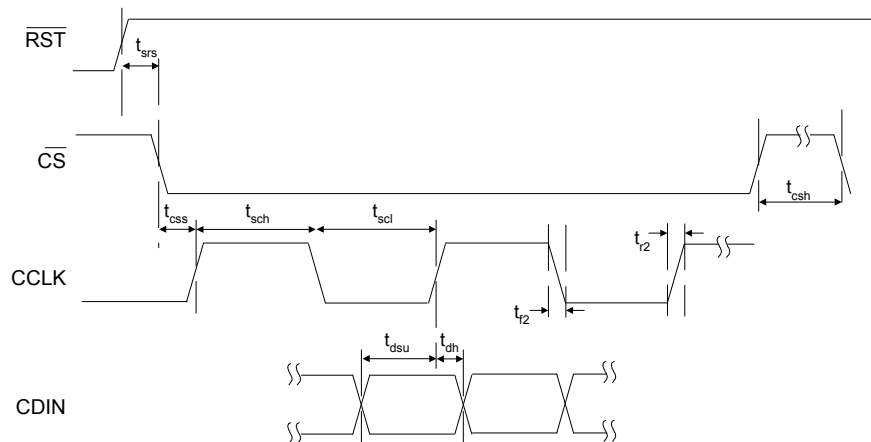 RST
t_srs
CS
t_csh
t_css t_sch t_scl
t_r2
CCLK
t_f2
t_dsu t_dh
CDIN